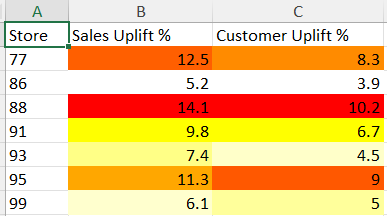 A B C
Store Sales Uplift % Customer Uplift %
77 12.5 8.3
86 5.2 3.9
88 14.1 10.2
91 9.8 6.7
93 7.4 4.5
95 11.3 9
99 6.1 5